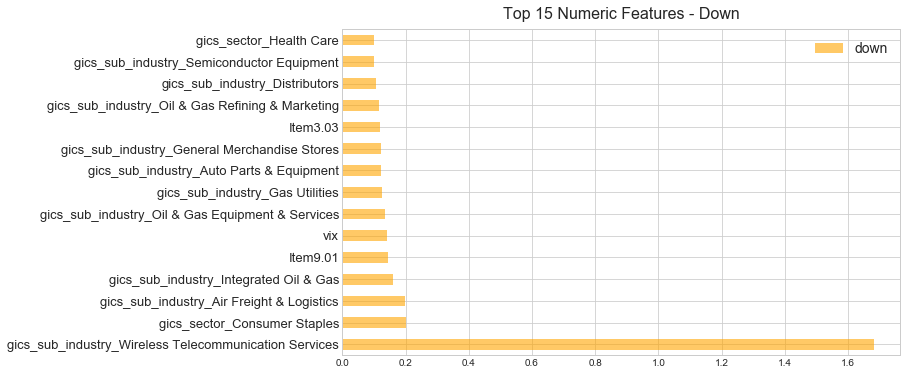 Top 15 Numeric Features - Down
down
gics_sector_Health Care
gics_sub_industry_Semiconductor Equipment
gics_sub_industry_Distributors
gics_sub_industry_Oil & Gas Refining & Marketing
Item3.03
gics_sub_industry_General Merchandise Stores
gics_sub_industry_Auto Parts & Equipment
gics_sub_industry_Gas Utilities
gics_sub_industry_Oil & Gas Equipment & Services
vix
Item9.01
gics_sub_industry_Integrated Oil & Gas
gics_sub_industry_Air Freight & Logistics
gics_sector_Consumer Staples
gics_sub_industry_Wireless Telecommunication Services
0.0 0.2 0.4 0.6 0.8 1.0 1.2 1.4 1.6